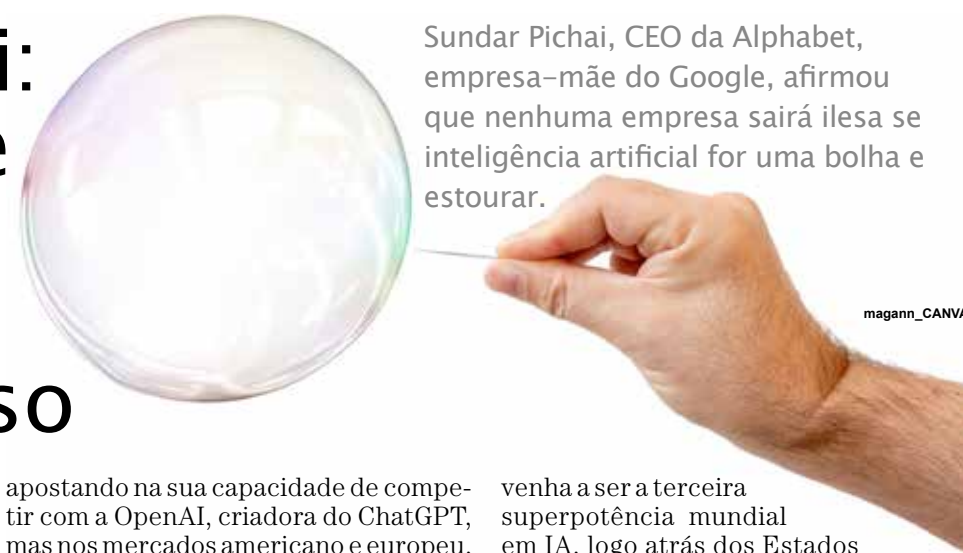 i:
e
so
Sundar Pichai, CEO da Alphabet,
empresa-mãe do Google, afirmou
que nenhuma empresa sairá ilesa se
inteligência artificial for uma bolha e
estourar.
magann_CANVA
apostando na sua capacidade de compe-
tir com a OpenAI, criadora do ChatGPT,
mas nos mercados americano e europeu,
venha a ser a terceira
superpotência mundial
em IA, logo atrás dos Estados